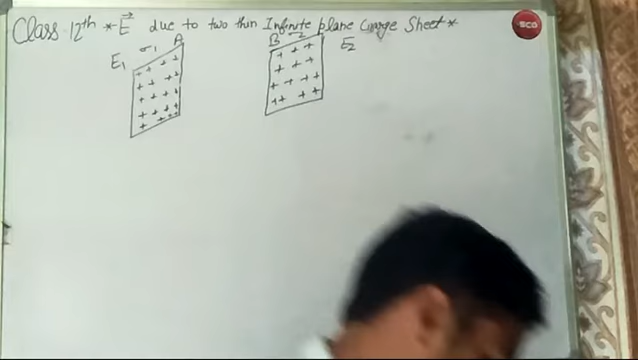 Class 12th * E⃗ due to two thin Infinite plane Charge Sheet *
E1 σ1 A
B σ2 E2
SCO